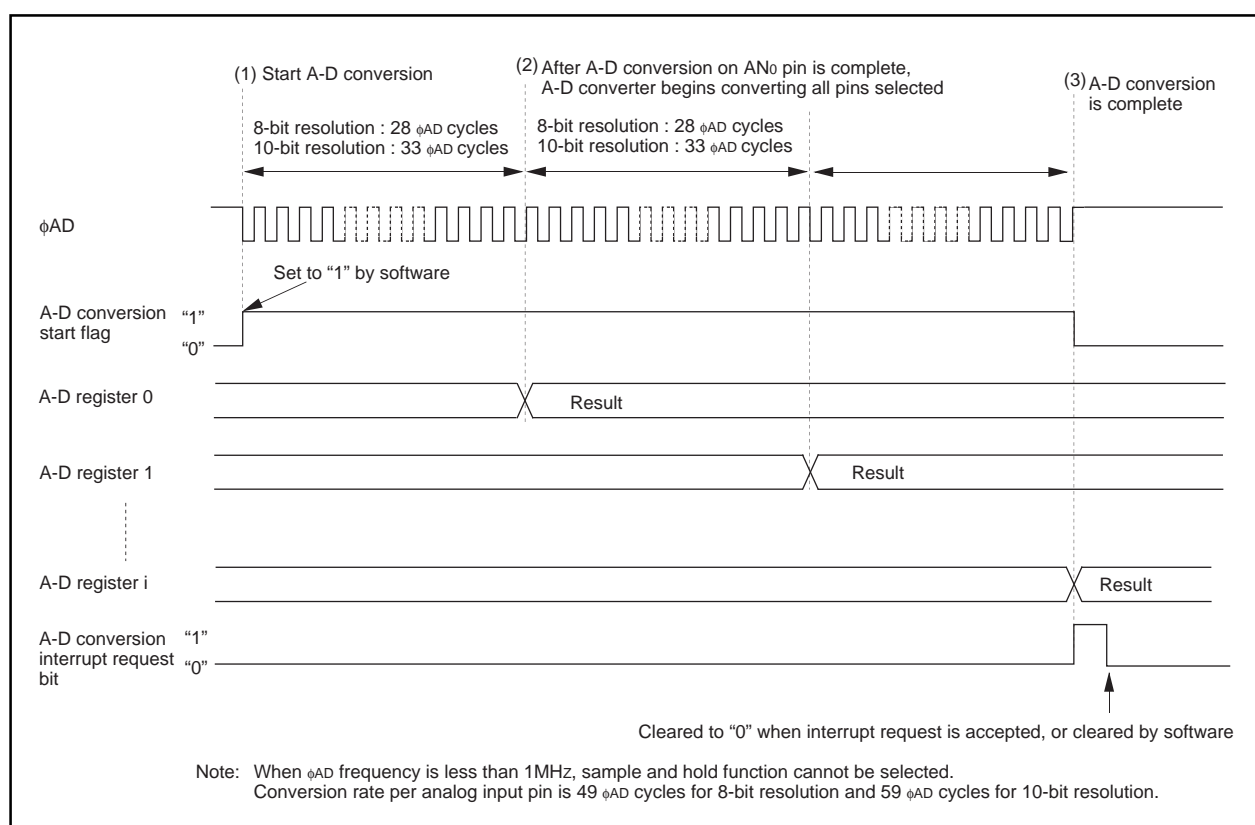 (1) Start A-D conversion
(2) After A-D conversion on AN0 pin is complete,
A-D converter begins converting all pins selected
(3) A-D conversion
is complete
8-bit resolution : 28 φAD cycles
10-bit resolution : 33 φAD cycles
8-bit resolution : 28 φAD cycles
10-bit resolution : 33 φAD cycles
φAD
Set to “1” by software
A-D conversion
start flag
“1”
“0”
A-D register 0
Result
A-D register 1
Result
A-D register i
Result
A-D conversion
interrupt request
bit
“1”
“0”
Cleared to “0” when interrupt request is accepted, or cleared by software
Note: When φAD frequency is less than 1MHz, sample and hold function cannot be selected.
Conversion rate per analog input pin is 49 φAD cycles for 8-bit resolution and 59 φAD cycles for 10-bit resolution.